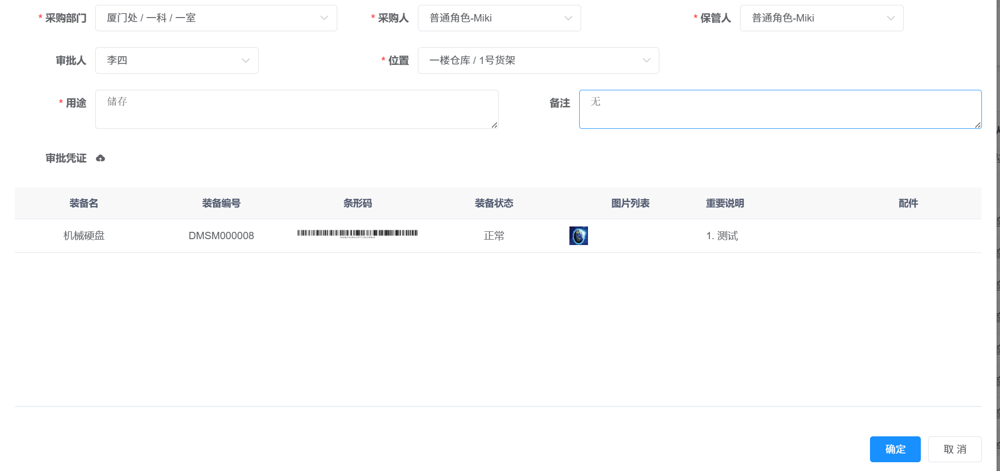 * 采购部门 厦门处 / 一科 / 一室 * 采购人 普通角色-Miki * 保管人 普通角色-Miki
审批人 李四 * 位置 一楼仓库 / 1号货架
* 用途 储存 备注 无
审批凭证
装备名 装备编号 条形码 装备状态 图片列表 重要说明 配件
机械硬盘 DMSM000008 正常 1. 测试
确定 取 消